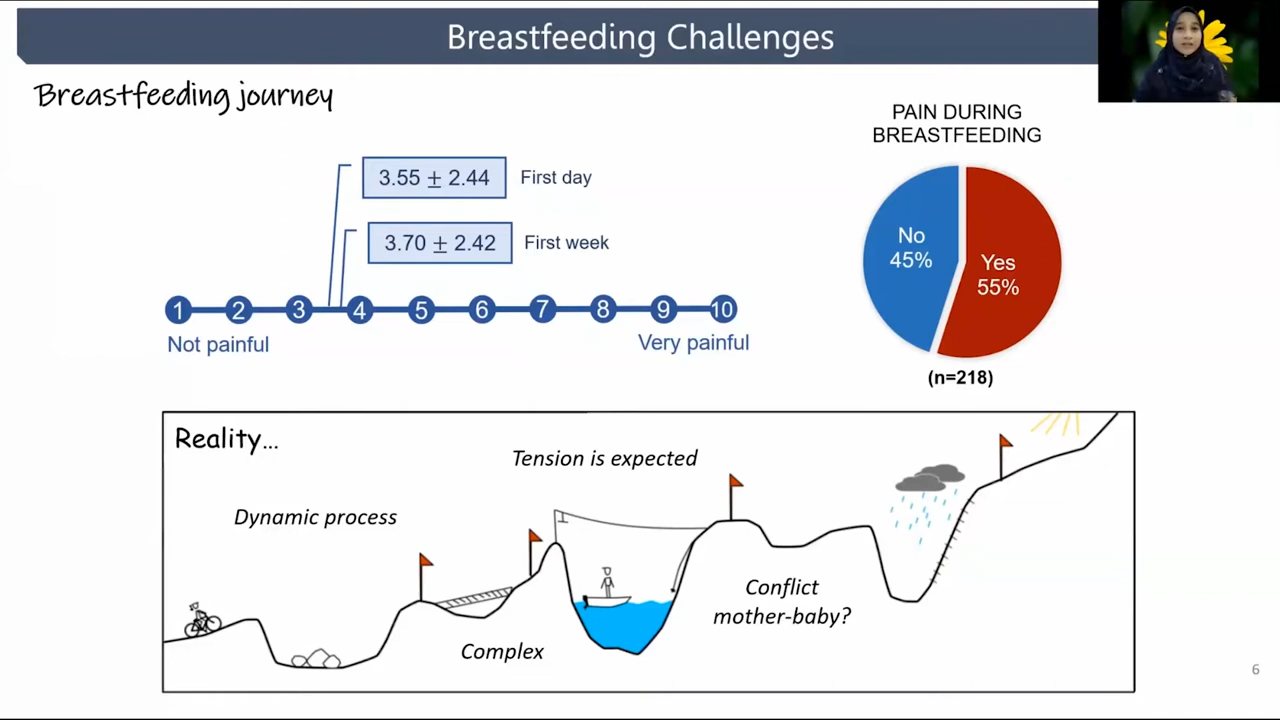 Breastfeeding Challenges
Breastfeeding journey
3.55 ± 2.44 First day
3.70 ± 2.42 First week
1 2 3 4 5 6 7 8 9 10
Not painful Very painful
PAIN DURING
BREASTFEEDING
No
45%
Yes
55%
(n=218)
Reality...
Tension is expected
Dynamic process
Conflict
mother-baby?
Complex
6